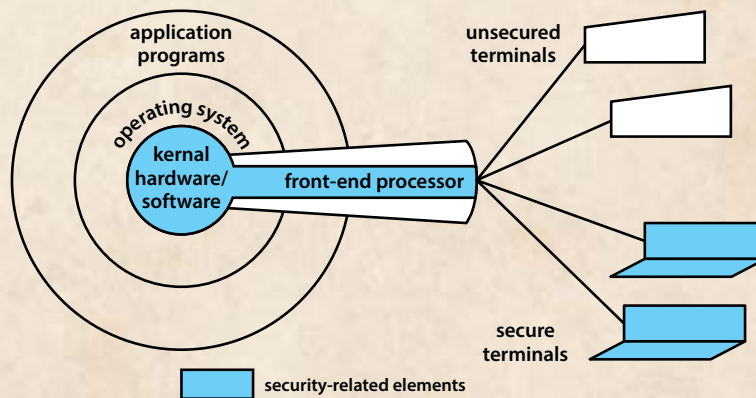 application
programs
operating system
kernal
hardware/
software
front-end processor
unsecured
terminals
secure
terminals
security-related elements